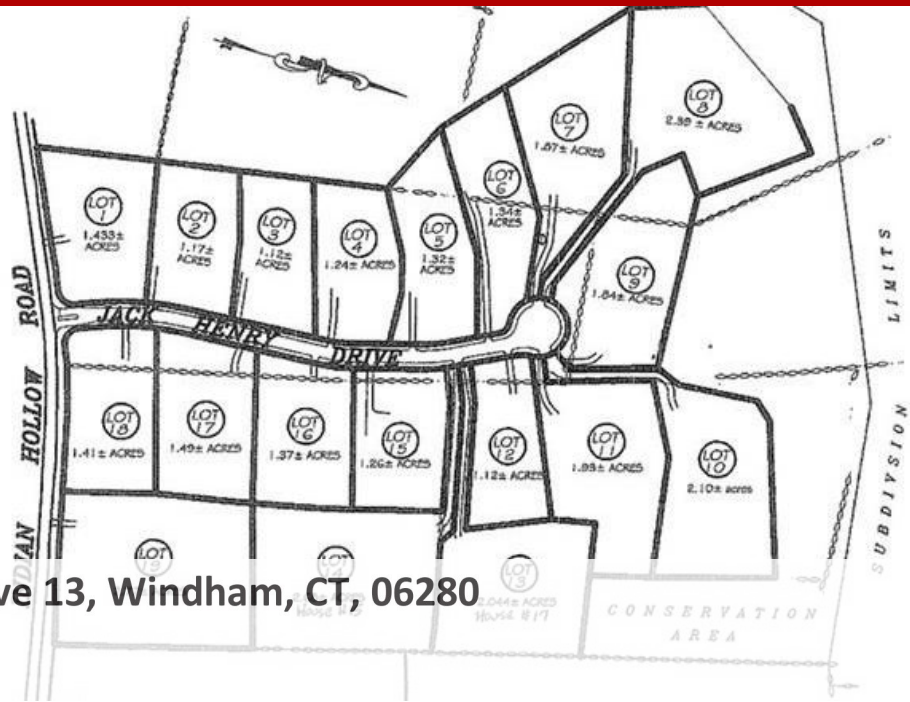 LOT 8
2.39 ± ACRES
LOT 7
1.87± ACRES
LOT 6
1.34±
ACRES
LOT 1
1.433±
ACRES
LOT 2
1.17±
ACRES
LOT 3
1.12±
ACRES
LOT 4
1.24± ACRES
LOT 5
1.32±
ACRES
LOT 9
1.84± ACRES
JACK HENRY DRIVE
HOLLOW ROAD
SUBDIVSION LIMITS
LOT 18
1.41± ACRES
LOT 17
1.49± ACRES
LOT 16
1.37± ACRES
LOT 15
1.26± ACRES
LOT 12
1.12± ACRES
LOT 11
1.93± ACRES
LOT 10
2.10± acres
LOT 19
LOT 13
2.044± ACRES
House #17
ve 13, Windham, CT, 06280
CONSERVATION
AREA